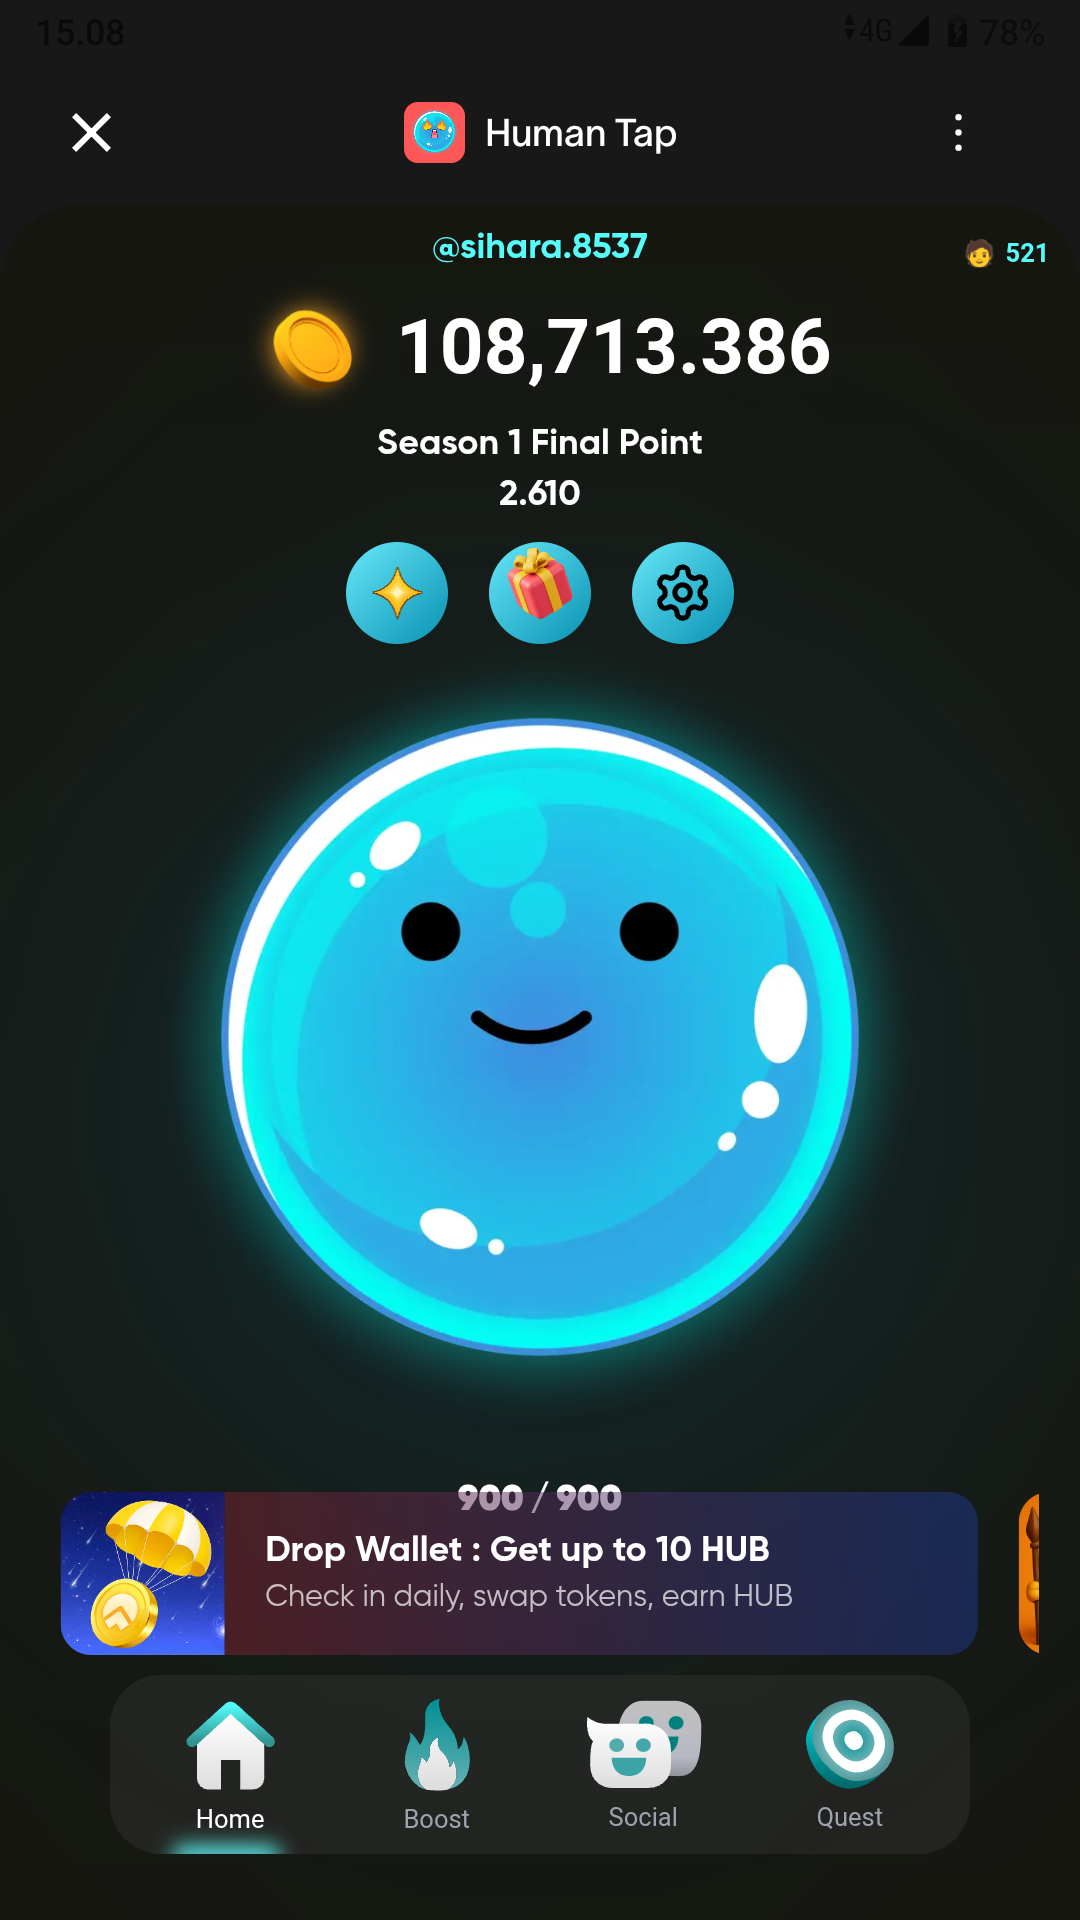 15.08
4G 78%
Human Tap
@sihara.8537
521
108,713.386
Season 1 Final Point
2.610
900 / 900
Drop Wallet : Get up to 10 HUB
Check in daily, swap tokens, earn HUB
Home
Boost
Social
Quest